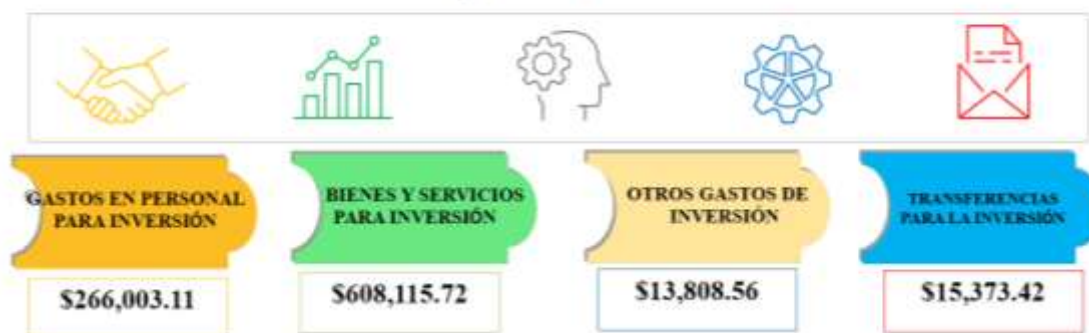 GASTOS EN PERSONAL
PARA INVERSIÓN
$266,003.11
BIENES Y SERVICIOS
PARA INVERSIÓN
$608,115.72
OTROS GASTOS DE
INVERSIÓN
$13,808.56
TRANSFERENCIAS
PARA LA INVERSIÓN
$15,373.42